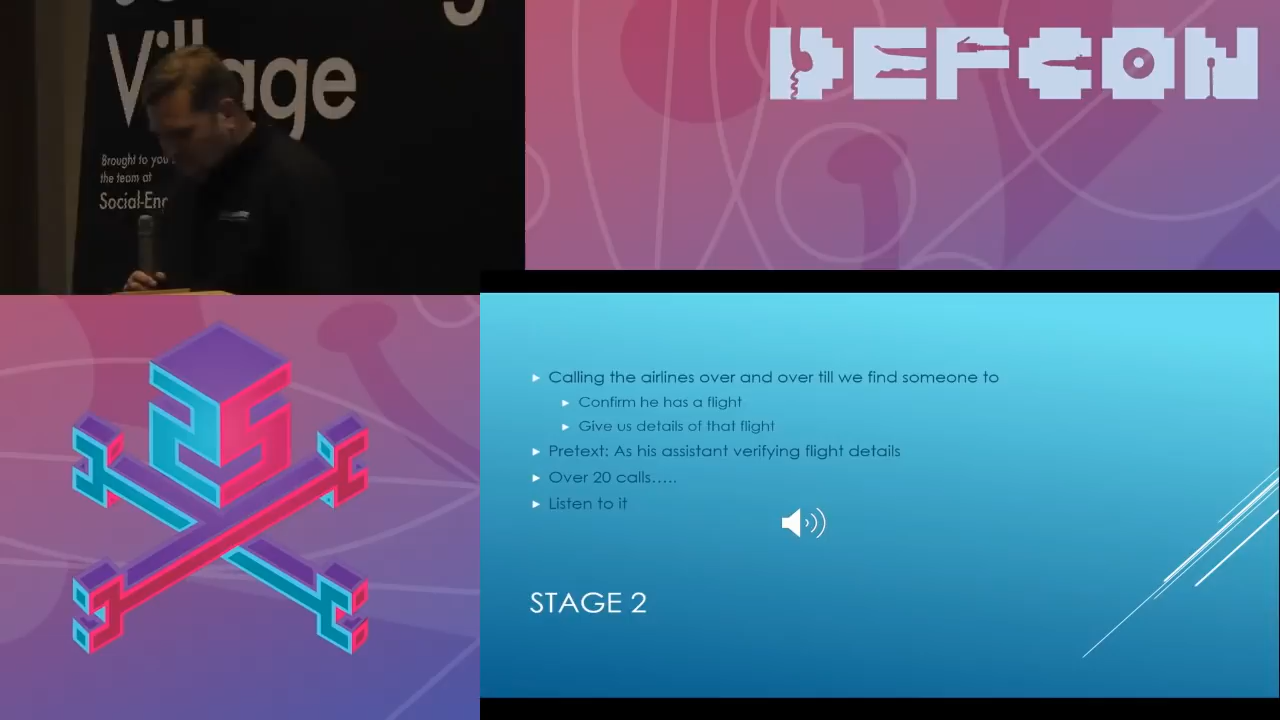 Village
Brought to you
the team at
Social-Eng
DEFCON
25
Calling the airlines over and over till we find someone to
Confirm he has a flight
Give us details of that flight
Pretext: As his assistant verifying flight details
Over 20 calls.....
Listen to it
STAGE 2